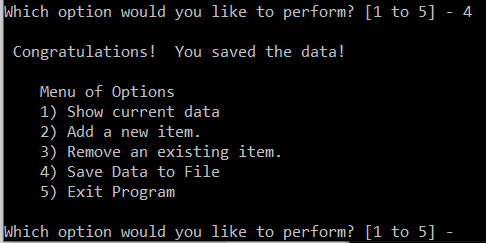 Which option would you like to perform? [1 to 5] - 4
Congratulations!  You saved the data!
Menu of Options
1) Show current data
2) Add a new item.
3) Remove an existing item.
4) Save Data to File
5) Exit Program
Which option would you like to perform? [1 to 5] -